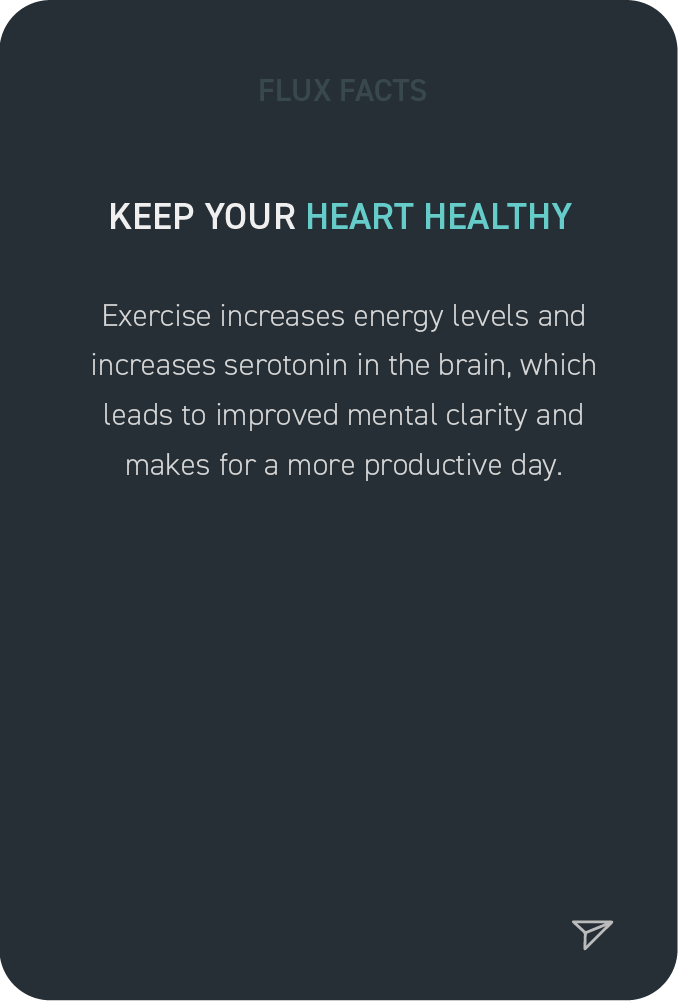 FLUX FACTS
KEEP YOUR HEART HEALTHY
Exercise increases energy levels and
increases serotonin in the brain, which
leads to improved mental clarity and
makes for a more productive day.